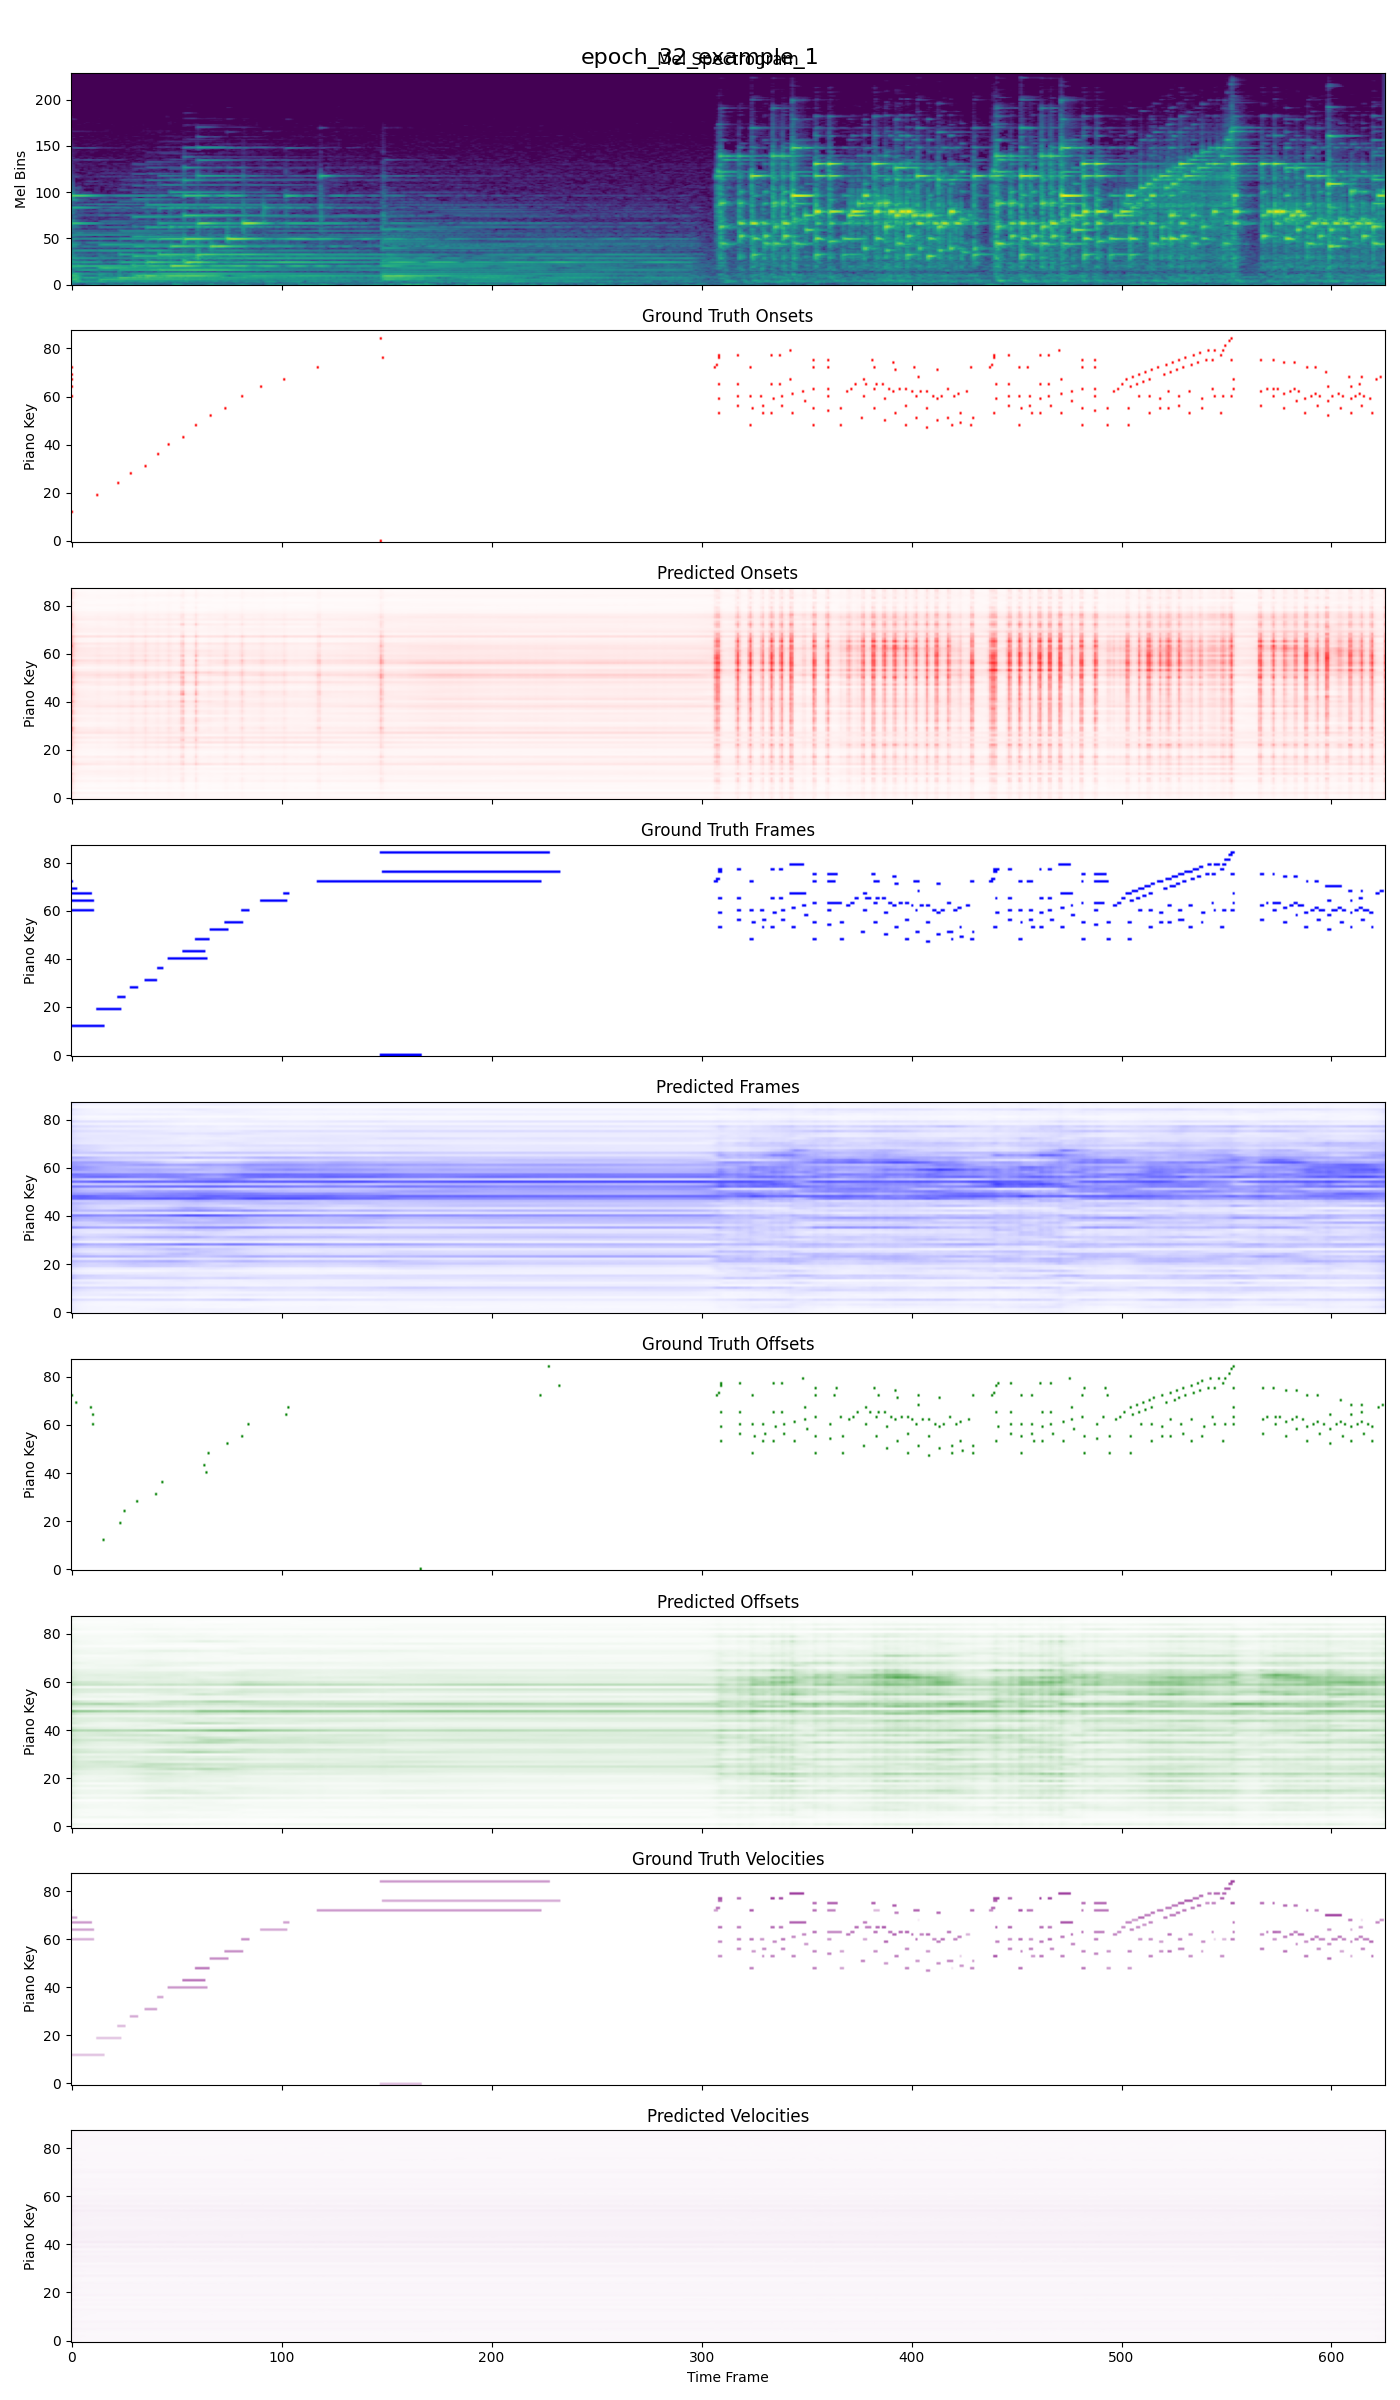 epoch_32_example_1
Mel Spectrogram
Mel Bins
200
150
100
50
0
Ground Truth Onsets
Piano Key
80
60
40
20
0
Predicted Onsets
Piano Key
80
60
40
20
0
Ground Truth Frames
Piano Key
80
60
40
20
0
Predicted Frames
Piano Key
80
60
40
20
0
Ground Truth Offsets
Piano Key
80
60
40
20
0
Predicted Offsets
Piano Key
80
60
40
20
0
Ground Truth Velocities
Piano Key
80
60
40
20
0
Predicted Velocities
Piano Key
80
60
40
20
0
0 100 200 300 400 500 600
Time Frame